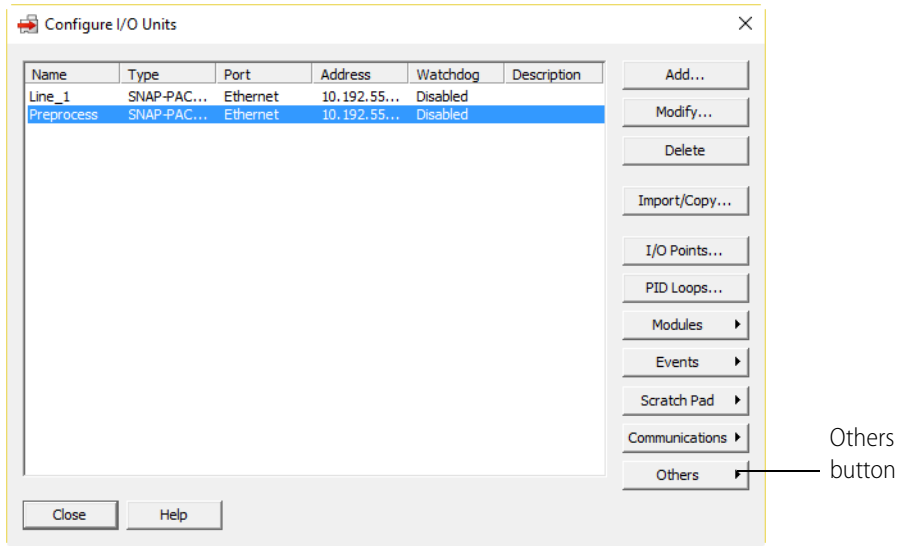 Configure I/O Units
Name Type Port Address Watchdog Description
Line_1 SNAP-PAC... Ethernet 10.192.55... Disabled
Preprocess SNAP-PAC... Ethernet 10.192.55... Disabled
Add...
Modify...
Delete
Import/Copy...
I/O Points...
PID Loops...
Modules
Events
Scratch Pad
Communications
Others
Close Help
Others
button